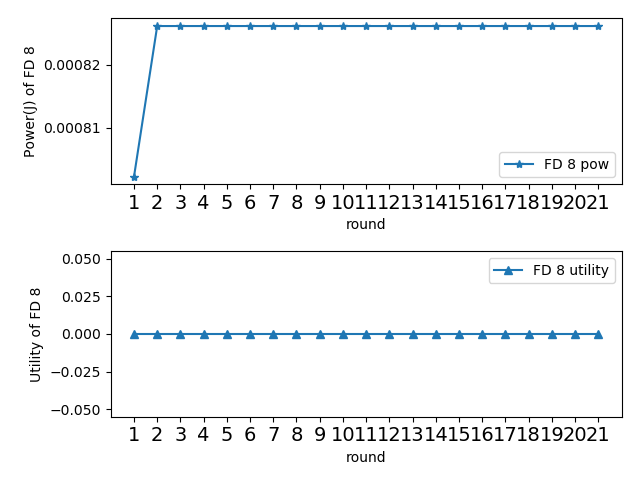 Power(J) of FD 8
0.00082
0.00081
FD 8 pow
1 2 3 4 5 6 7 8 9 10 11 12 13 14 15 16 17 18 19 20 21
round
Utility of FD 8
0.050
0.025
0.000
−0.025
−0.050
FD 8 utility
1 2 3 4 5 6 7 8 9 10 11 12 13 14 15 16 17 18 19 20 21
round